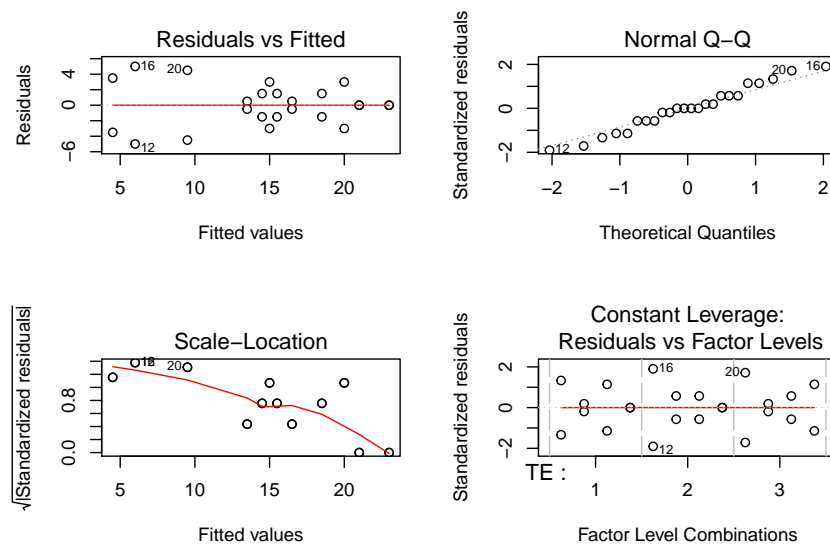 Residuals vs Fitted
Residuals
4
0
−6
16
20
12
5
10
15
20
Fitted values
Normal Q−Q
Standardized residuals
2
0
−2
20
16
12
−2
−1
0
1
2
Theoretical Quantiles
Scale−Location
√|Standardized residuals|
0.8
0.0
20
5
10
15
20
Fitted values
Constant Leverage:
Residuals vs Factor Levels
Standardized residuals
2
0
−2
16
20
12
TE :
1
2
3
Factor Level Combinations